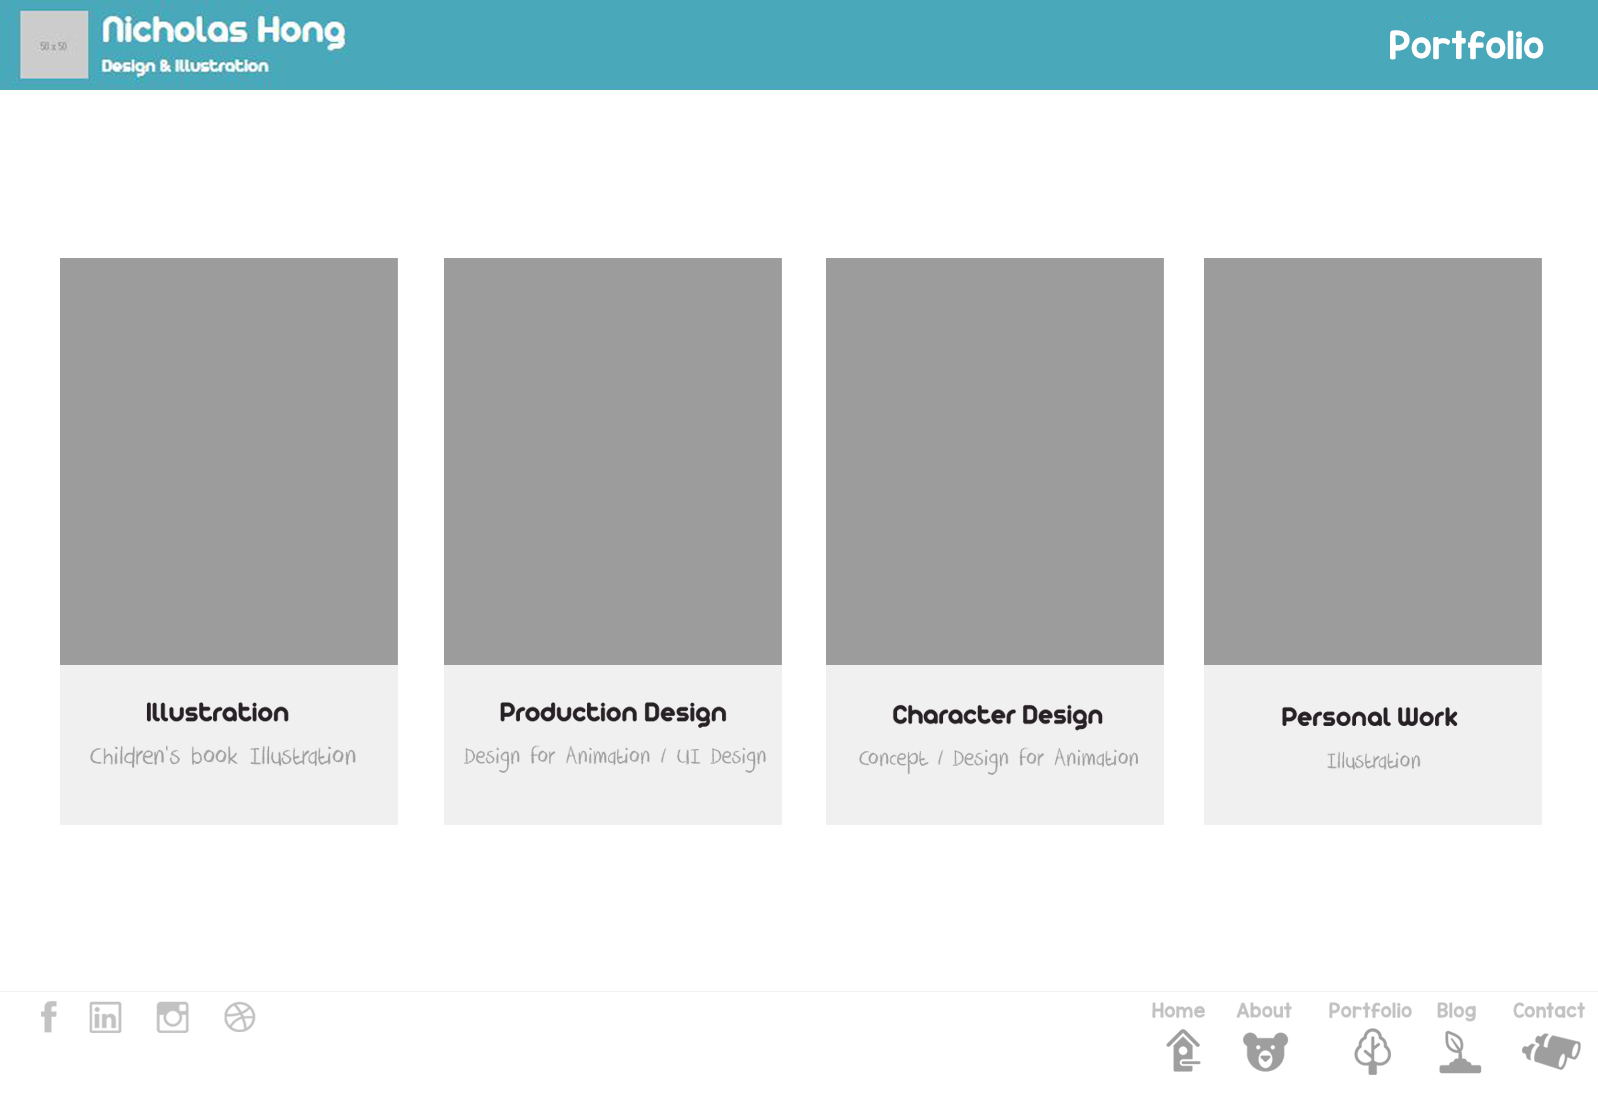 50 x 50
Nicholas Hong
Design & Illustration
Portfolio
Illustration
Children's book Illustration
Production Design
Design for Animation / UI Design
Character Design
Concept / Design for Animation
Personal Work
Illustration
f
in
Home
About
Portfolio
Blog
Contact